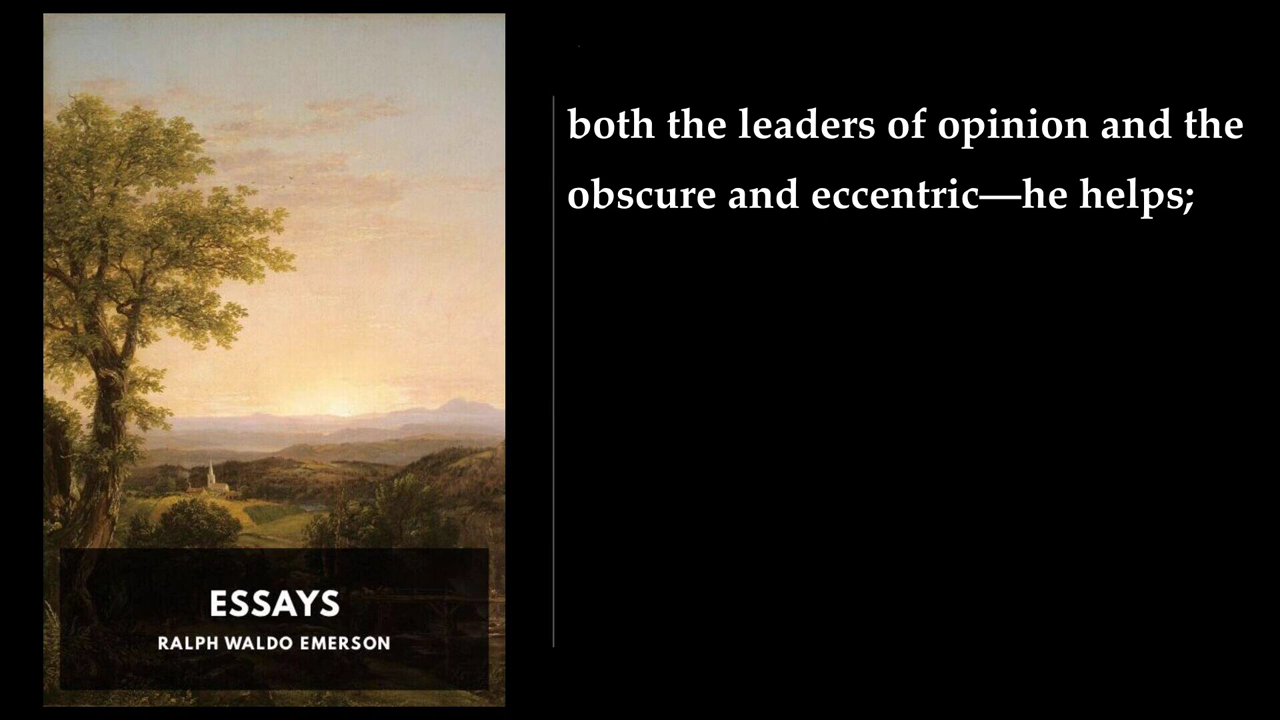 both the leaders of opinion and the
obscure and eccentric—he helps;
ESSAYS
RALPH WALDO EMERSON